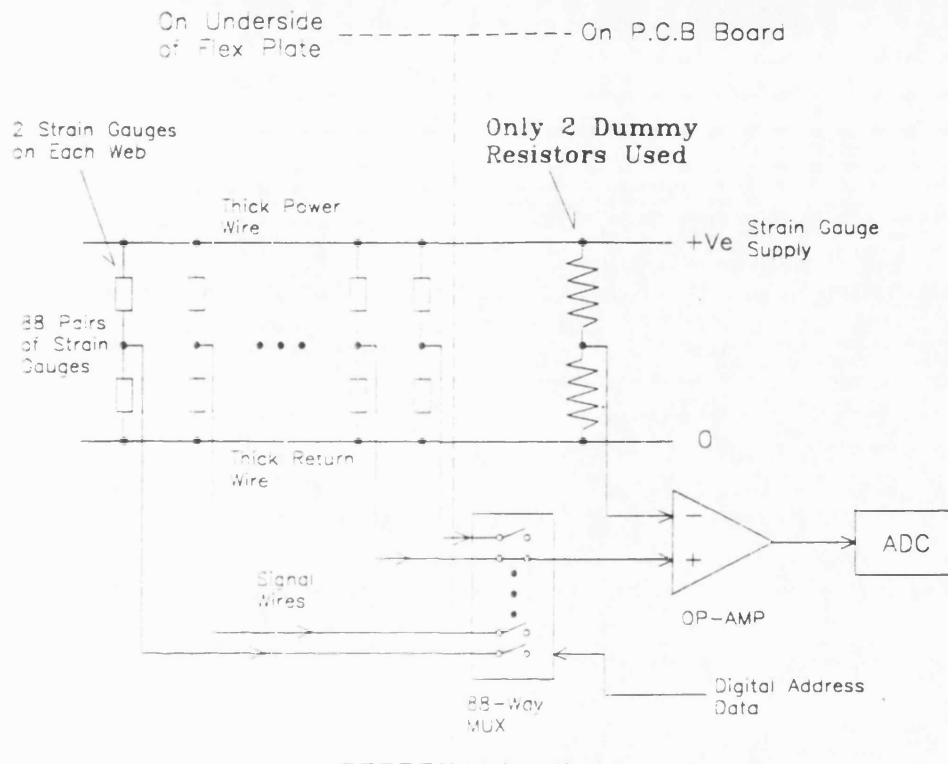 On Underside
of Flex Plate
On P.C.B Board
2 Strain Gauges
on Each Web
Only 2 Dummy
Resistors Used
Thick Power
Wire
+Ve
Strain Gauge
Supply
88 Pairs
of Strain
Gauges
0
Thick Return
Wire
−
+
ADC
Signal
Wires
OP-AMP
88-Way
MUX
Digital Address
Data